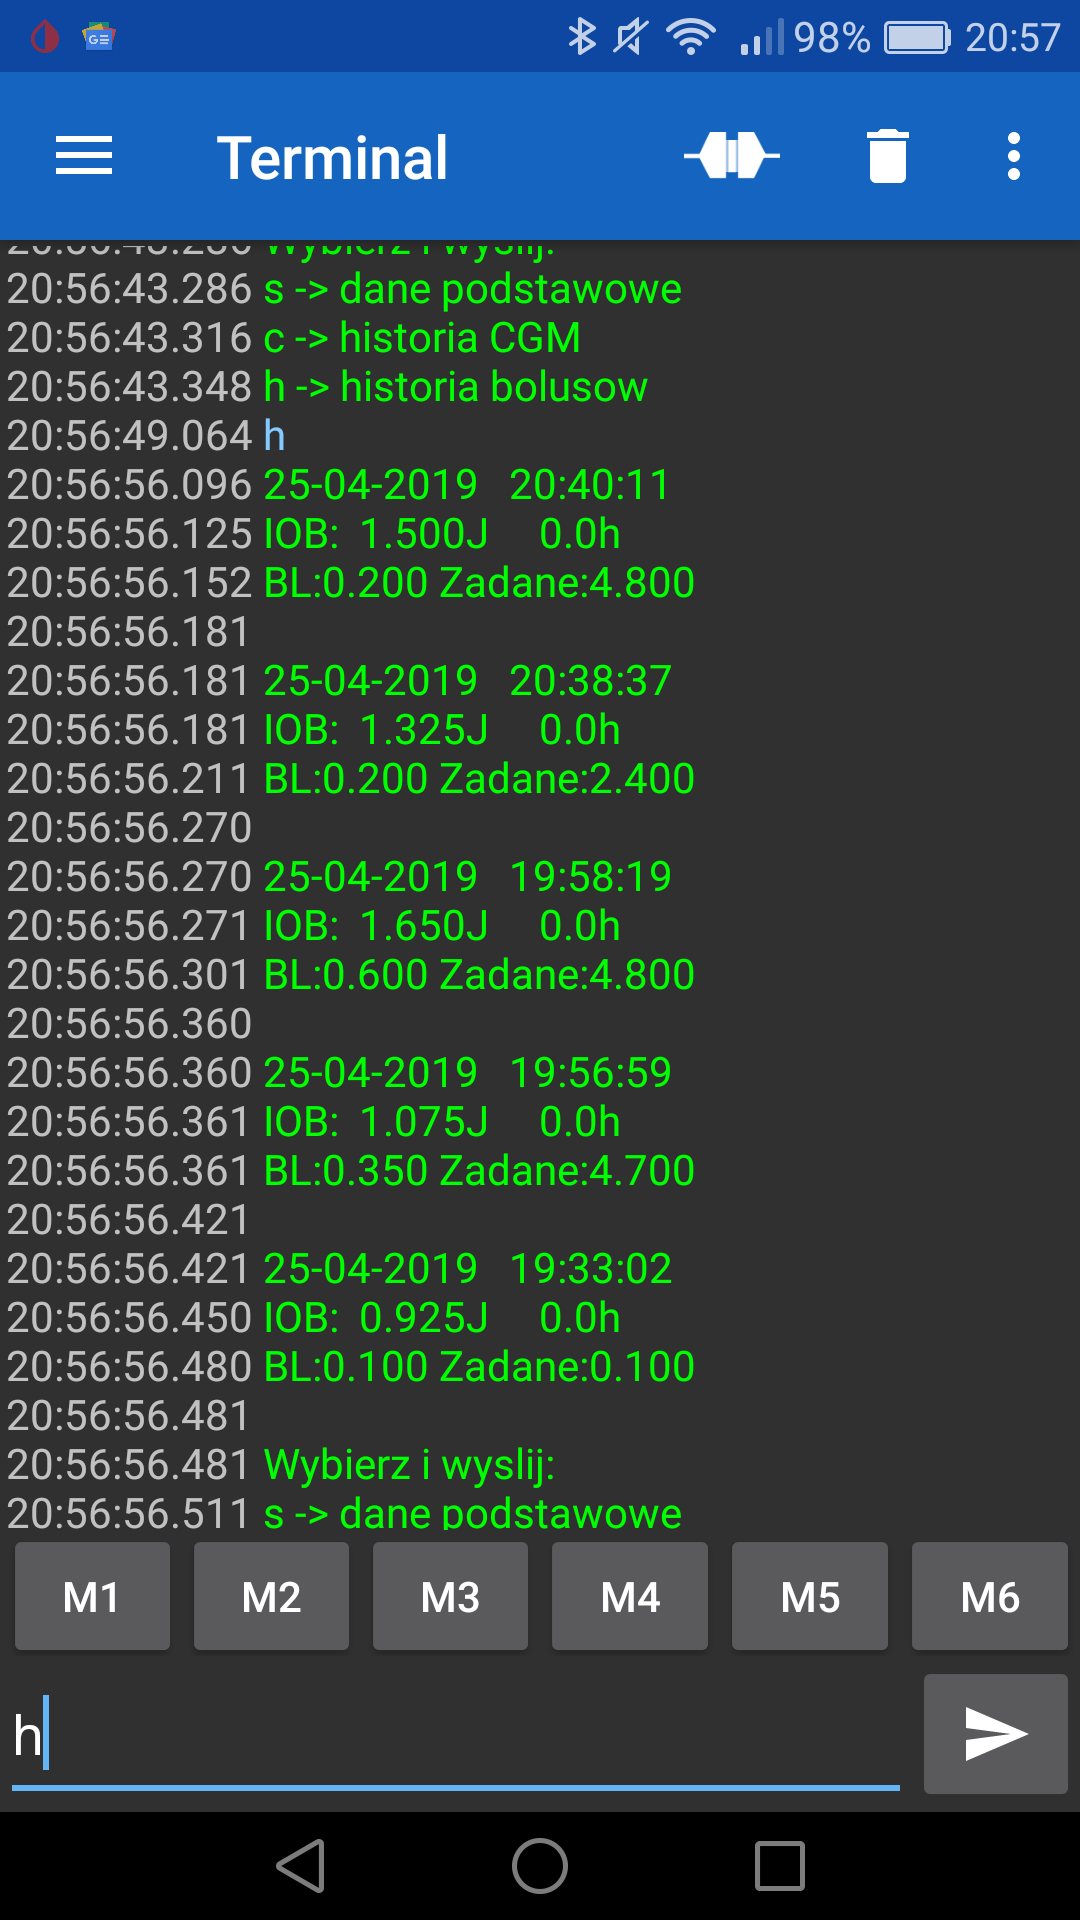 98% 20:57
Terminal
Wybierz i wyslij:
20:56:43.286 s -> dane podstawowe
20:56:43.316 c -> historia CGM
20:56:43.348 h -> historia bolusow
20:56:49.064 h
20:56:56.096 25-04-2019 20:40:11
20:56:56.125 IOB: 1.500J 0.0h
20:56:56.152 BL:0.200 Zadane:4.800
20:56:56.181
20:56:56.181 25-04-2019 20:38:37
20:56:56.181 IOB: 1.325J 0.0h
20:56:56.211 BL:0.200 Zadane:2.400
20:56:56.270
20:56:56.270 25-04-2019 19:58:19
20:56:56.271 IOB: 1.650J 0.0h
20:56:56.301 BL:0.600 Zadane:4.800
20:56:56.360
20:56:56.360 25-04-2019 19:56:59
20:56:56.361 IOB: 1.075J 0.0h
20:56:56.361 BL:0.350 Zadane:4.700
20:56:56.421
20:56:56.421 25-04-2019 19:33:02
20:56:56.450 IOB: 0.925J 0.0h
20:56:56.480 BL:0.100 Zadane:0.100
20:56:56.481
20:56:56.481 Wybierz i wyslij:
20:56:56.511 s -> dane podstawowe
M1 M2 M3 M4 M5 M6
h